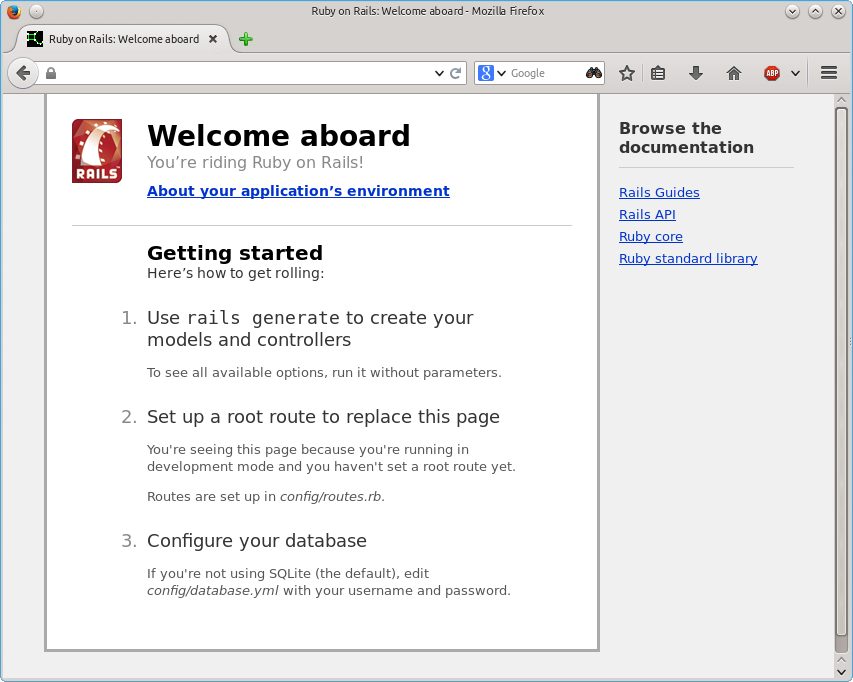 Ruby on Rails: Welcome aboard - Mozilla Firefox
Ruby on Rails: Welcome aboard
8
Google
ABP
RAILS
Welcome aboard
You’re riding Ruby on Rails!
About your application’s environment
Getting started
Here’s how to get rolling:
1. Use rails generate to create your
models and controllers
To see all available options, run it without parameters.
2. Set up a root route to replace this page
You're seeing this page because you're running in
development mode and you haven't set a root route yet.
Routes are set up in config/routes.rb.
3. Configure your database
If you're not using SQLite (the default), edit
config/database.yml with your username and password.
Browse the
documentation
Rails Guides
Rails API
Ruby core
Ruby standard library